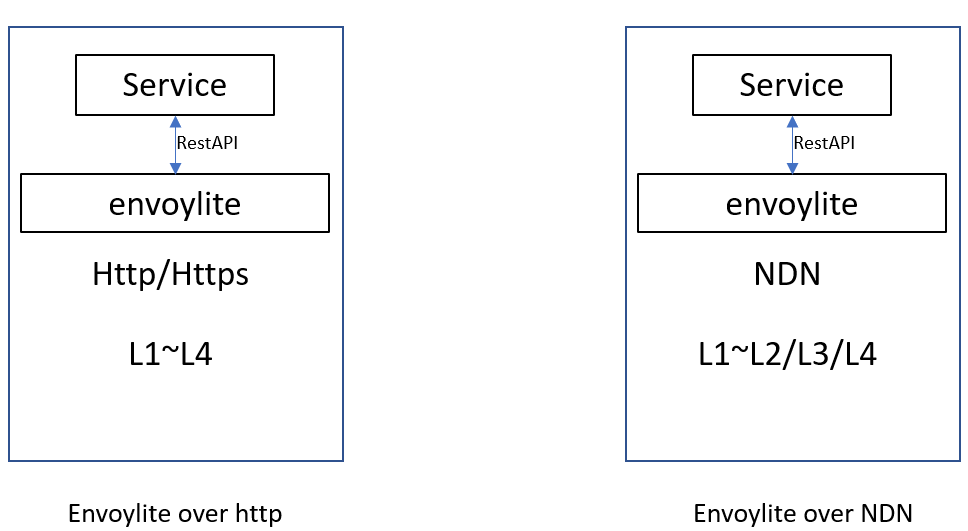 Service
RestAPI
envoylite
Http/Https
L1~L4
Envoylite over http
Service
RestAPI
envoylite
NDN
L1~L2/L3/L4
Envoylite over NDN